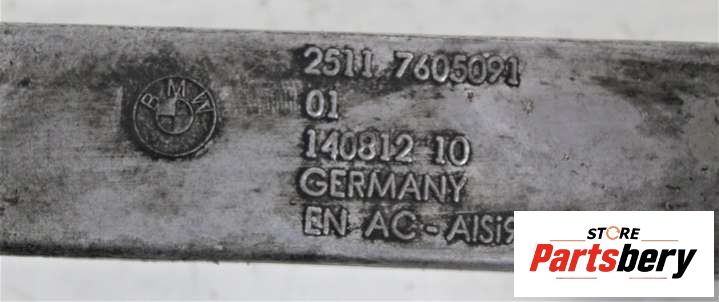 BMW
2511 7605091
01
140812 10
GERMANY
EN AC-AlSi9
STORE
Partsbery